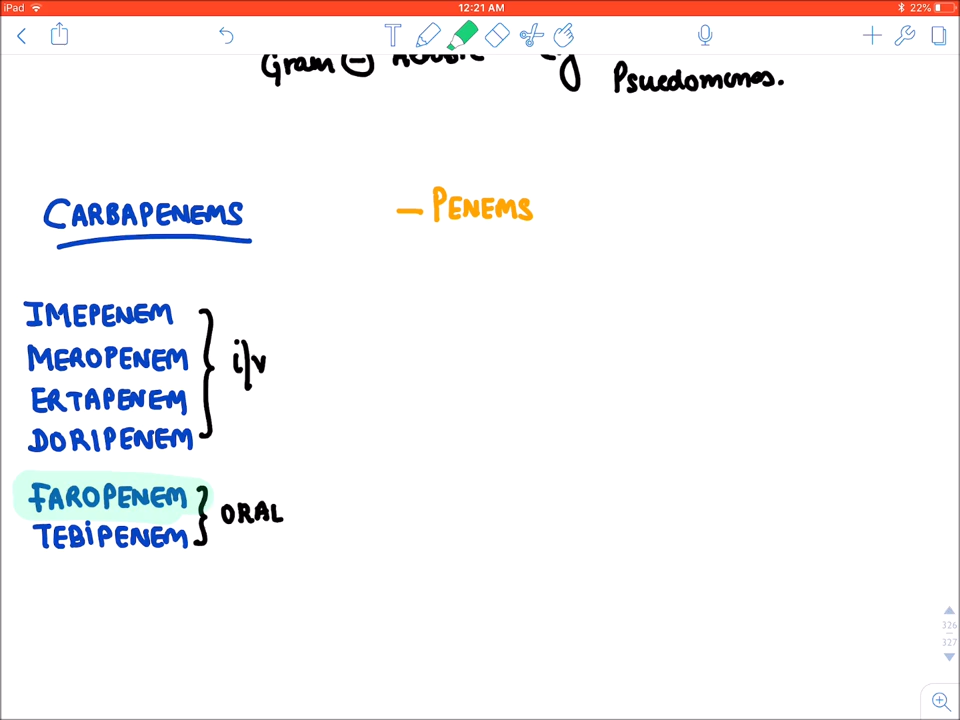 iPad 12:21 AM 22%
Gram ⊖
Psuedomonas.
CARBAPENEMS - PENEMS
IMEPENEM
MEROPENEM i/v
ERTAPENEM
DORIPENEM
FAROPENEM
TEBIPENEM ORAL
326
327